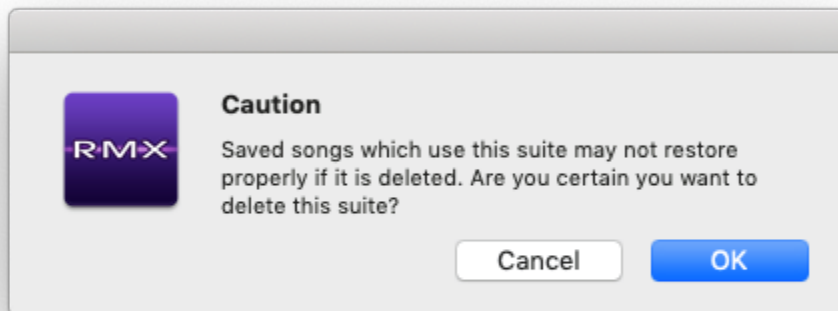 Caution
RMX
Saved songs which use this suite may not restore
properly if it is deleted. Are you certain you want to
delete this suite?
Cancel
OK